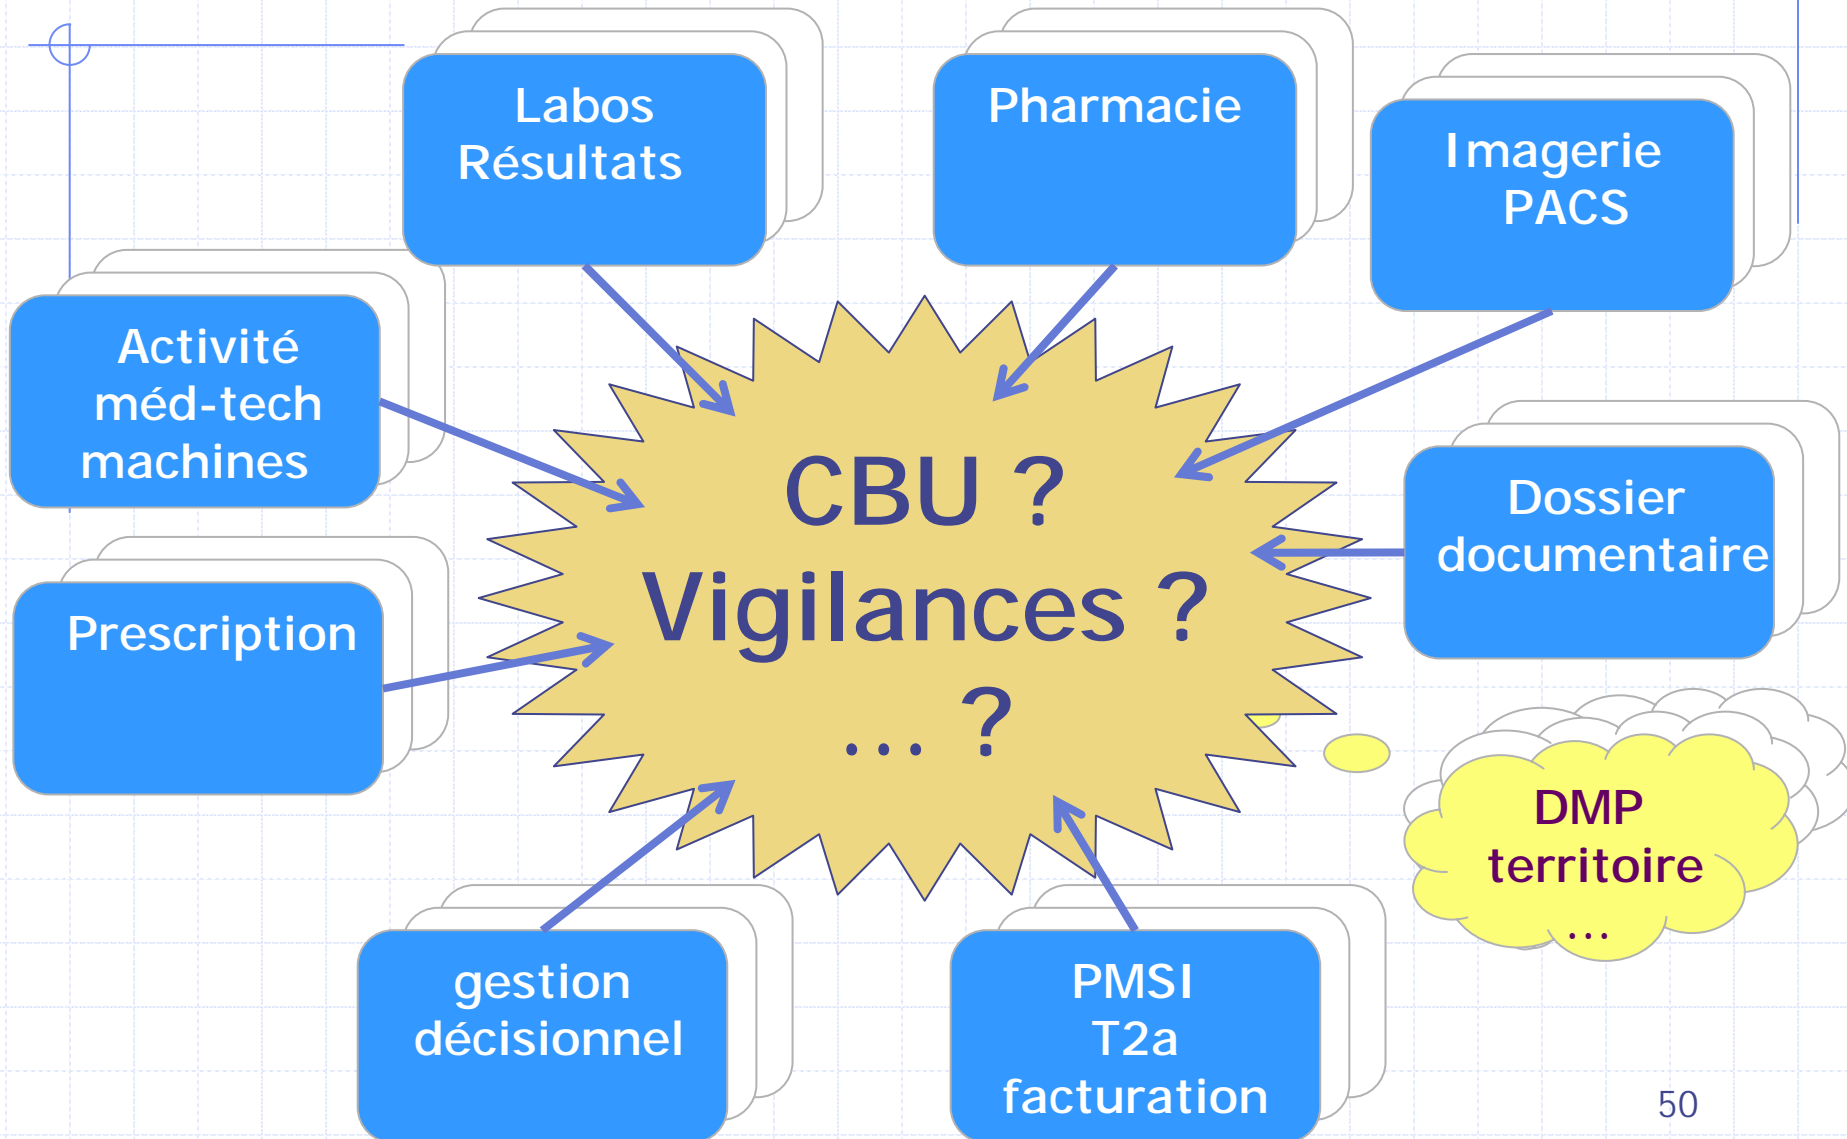 Labos
Résultats
Pharmacie
Imagerie
PACS
Activité
méd-tech
machines
CBU ?
Vigilances ?
... ?
Dossier
documentaire
Prescription
DMP
territoire
...
gestion
décisionnel
PMSI
T2a
facturation
50